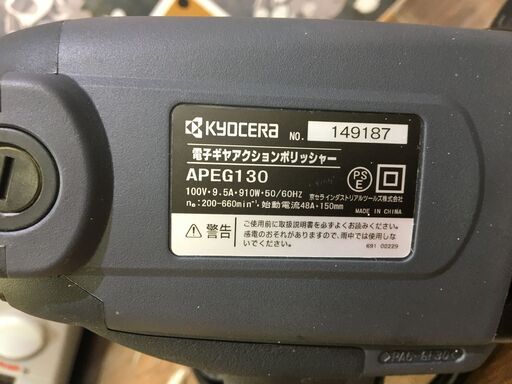 KYOCERA NO. 149187
電子ギヤアクションポリッシャー
APEG130
100V・9.5A・910W・50/60Hz
n₀:200-660min⁻¹・始動電流48A・150mm
PS
E
京セラインダストリアルツールズ株式会社
MADE IN CHINA
警告
ご使用前に取扱説明書を必ずよくお読みください。
感電のおそれがありますので、雨中では使用しな
いでください。
691 00229